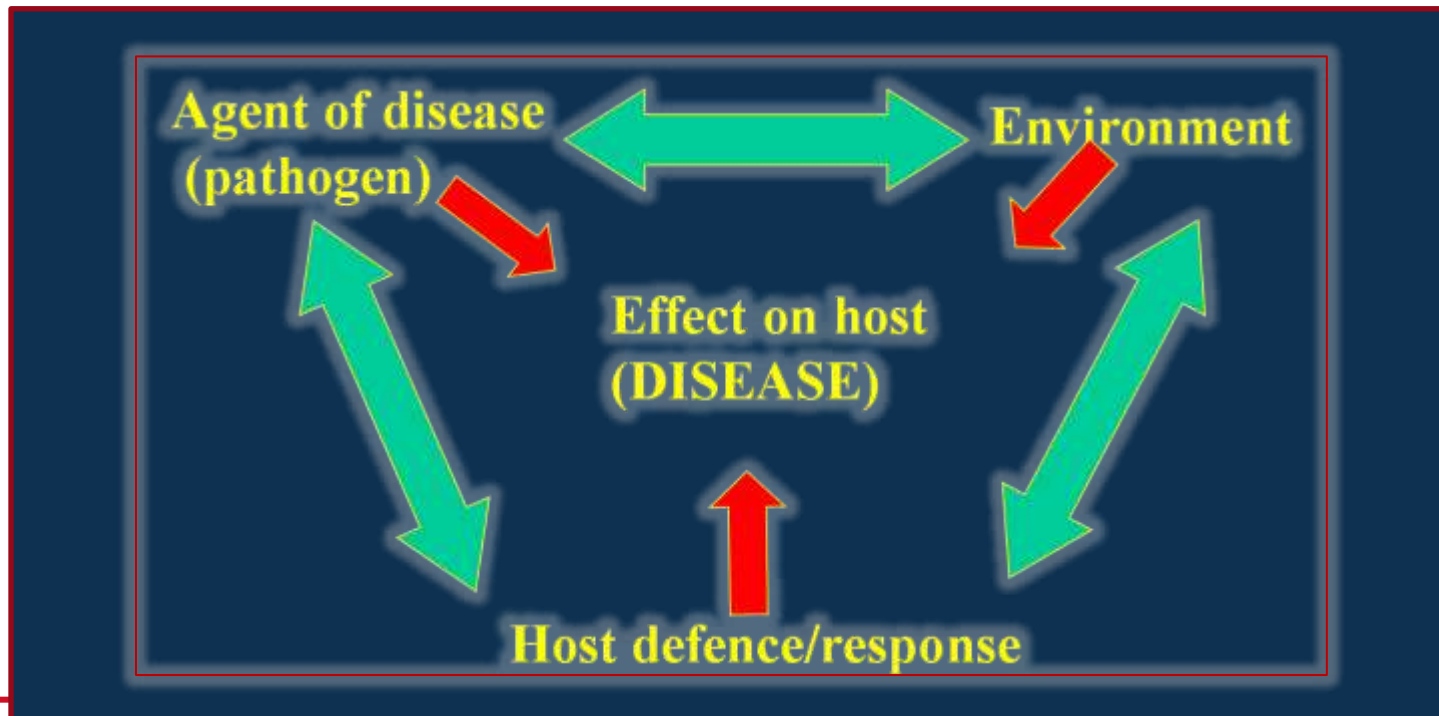 Agent of disease
(pathogen)
Environment
Effect on host
(DISEASE)
Host defence/response